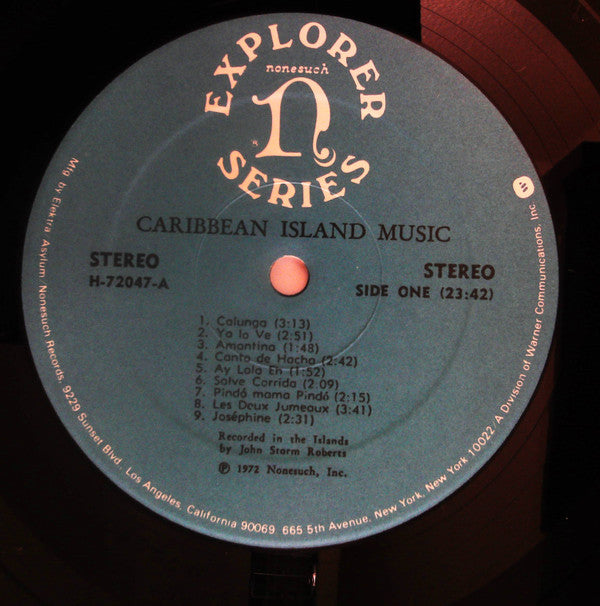 EXPLORER
nonesuch
n
SERIES
CARIBBEAN ISLAND MUSIC
STEREO
H-72047-A
STEREO
SIDE ONE (23:42)
1. Calunga (3:13)
2. Yo lo Ve (2:51)
3. Amantina (1:48)
4. Canto de Hacha (2:42)
5. Ay Lola Eh (1:52)
6. Salve Corrida (2:09)
7. Pindó mama Pindó (2:15)
8. Les Deux Jumeaux (3:41)
9. Joséphine (2:31)
Recorded in the Islands
by John Storm Roberts
℗ 1972 Nonesuch, Inc.
Mfg by Elektra/Asylum/Nonesuch Records, 9229 Sunset Blvd., Los Angeles, California 90069. 665 5th Avenue, New York, New York 10022/A Division of Warner Communications, Inc.